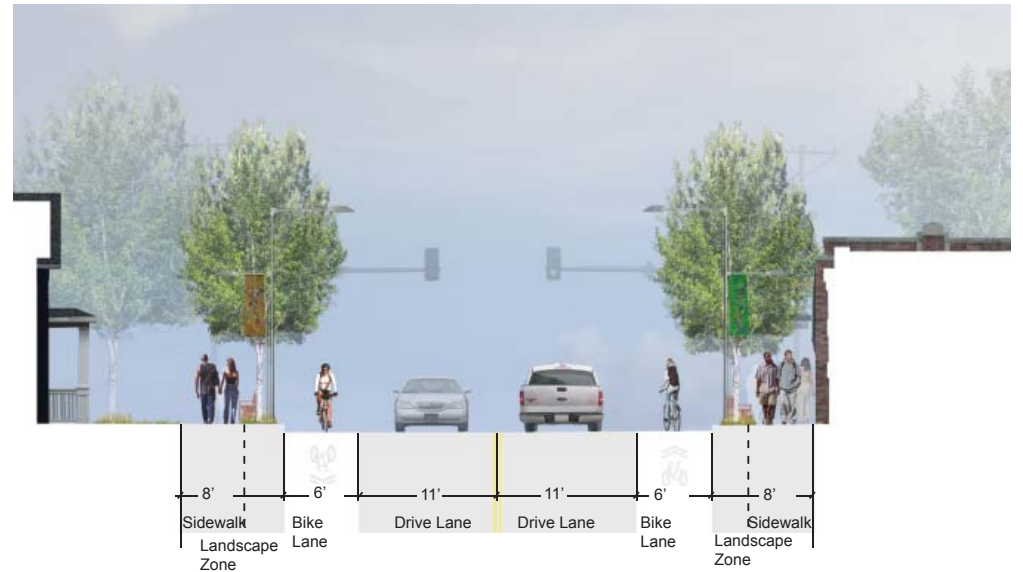 8’ 6’ 11’ 11’ 6’ 8’
Sidewalk Bike Drive Lane Drive Lane Bike Sidewalk
Landscape Lane Lane Landscape
Zone Zone